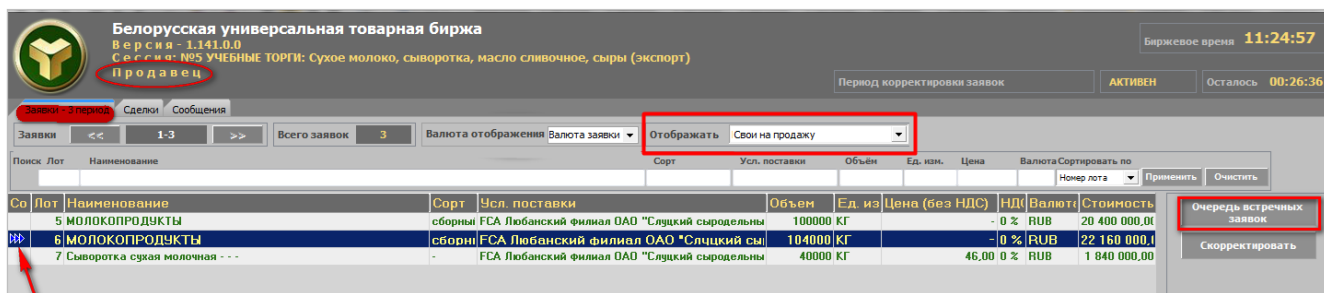 Белорусская универсальная товарная биржа
Версия - 1.141.0.0
Сессия: №5 УЧЕБНЫЕ ТОРГИ: Сухое молоко, сыворотка, масло сливочное, сыры (экспорт)
Продавец
Биржевое время 11:24:57
Период корректировки заявок АКТИВЕН Осталось 00:26:36
Заявки - 3 период Сделки Сообщения
Заявки << 1-3 >> Всего заявок 3 Валюта отображения Валюта заявки Отображать Свои на продажу
Поиск Лот Наименование Сорт Усл. поставки Объём Ед. изм. Цена Валюта Сортировать по
Номер лота Применить Очистить
Со Лот Наименование Сорт Усл. поставки Объем Ед. из Цена (без НДС) НД( Валюте Стоимость
5 МОЛОКОПРОДУКТЫ сборный FCA Любанский филиал ОАО "Слуцкий сыродельны 100000 КГ - 0 % RUB 20 400 000,0(
6 МОЛОКОПРОДУКТЫ сборни FCA Любанский филиал ОАО "Слуцкий сы 104000 КГ - 0 % RUB 22 160 000,(
7 Сыворотка сухая молочная - - - - FCA Любанский филиал ОАО "Слуцкий сыродельны 40000 КГ 46,00 0 % RUB 1 840 000,00
Очередь встречных
заявок
Скорректировать